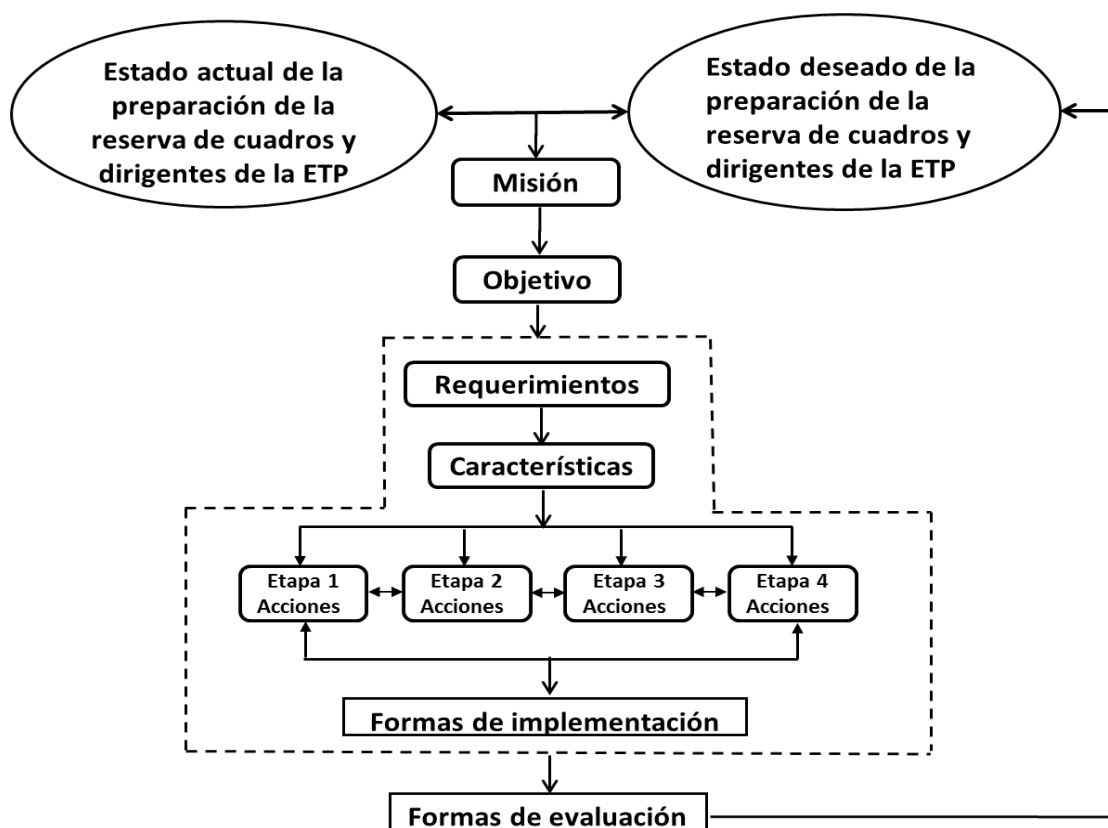 Estado actual de la
preparación de la
reserva de cuadros y
dirigentes de la ETP
Estado deseado de la
preparación de la
reserva de cuadros y
dirigentes de la ETP
Misión
Objetivo
Requerimientos
Característícas
Etapa 1
Acciones
Etapa 2
Acciones
Etapa 3
Acciones
Etapa 4
Acciones
Formas de implementación
Formas de evaluación